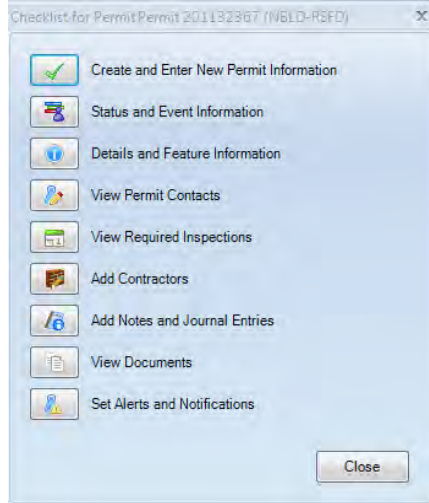 Checklist for Permit Permit 201132367 (NBLD-RSFD) X
Create and Enter New Permit Information
Status and Event Information
Details and Feature Information
View Permit Contacts
View Required Inspections
Add Contractors
Add Notes and Journal Entries
View Documents
Set Alerts and Notifications
Close